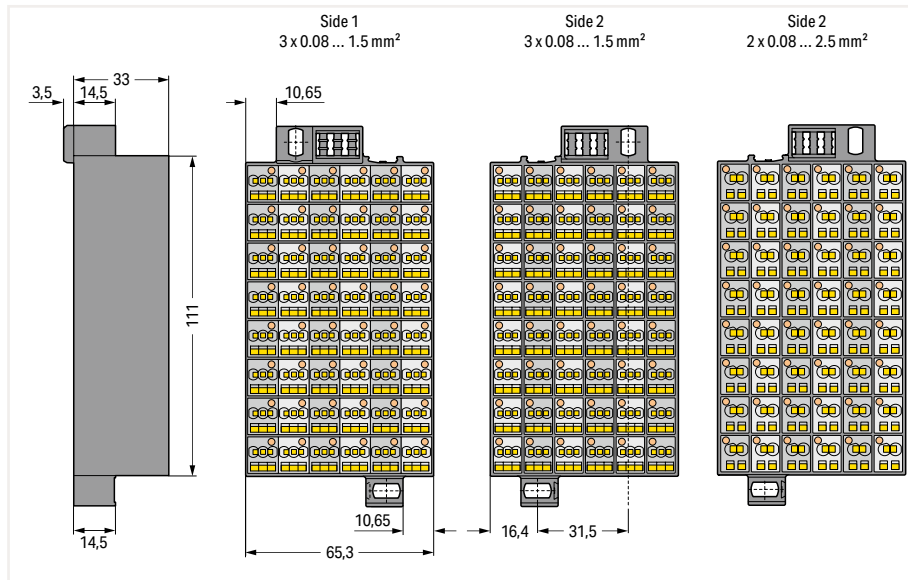 Side 1
3 x 0.08 ... 1.5 mm²
Side 2
3 x 0.08 ... 1.5 mm²
Side 2
2 x 0.08 ... 2.5 mm²
33
3,5
14,5
10,65
111
14,5
10,65
65,3
16,4
31,5